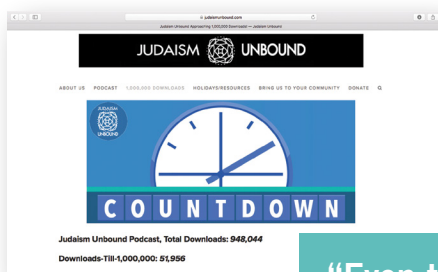 judaismunbound.com
Judaism Unbound Approaching 1,000,000 Downloads! — Judaism Unbound
JUDAISM UNBOUND
ABOUT US PODCAST 1,000,000 DOWNLOADS HOLIDAYS/RESOURCES BRING US TO YOUR COMMUNITY DONATE
JUDAISM
UNBOUND
COUNTDOWN
Judaism Unbound Podcast, Total Downloads: 948,044
Downloads-Till-1,000,000: 51,956